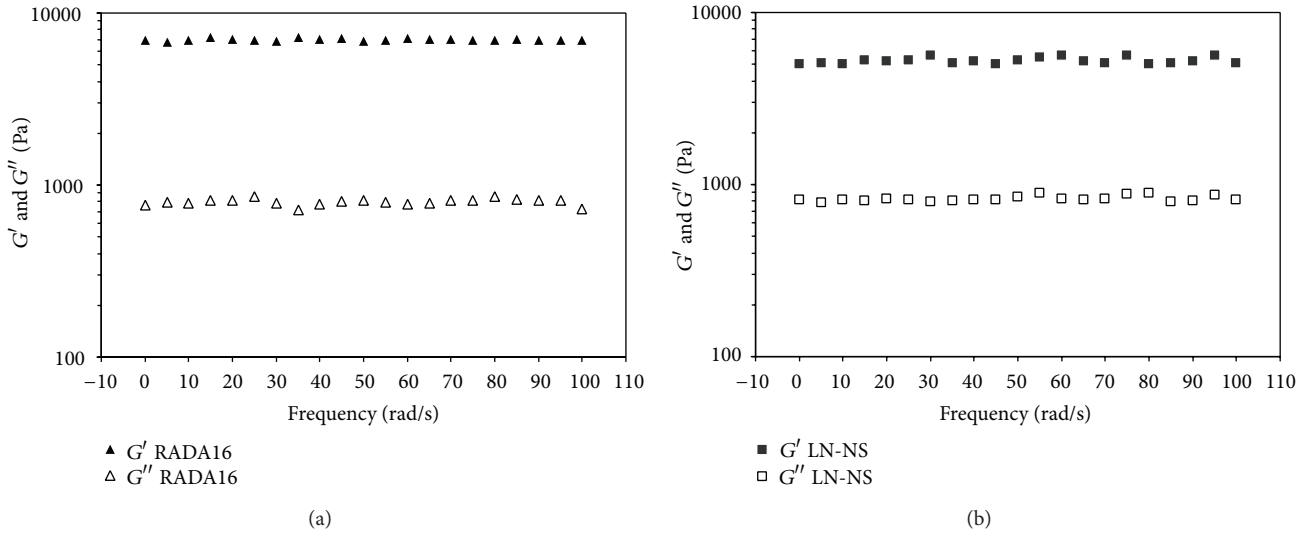 10000
1000
100
G′ and G″ (Pa)
−10 0 10 20 30 40 50 60 70 80 90 100 110
Frequency (rad/s)
G′ RADA16
G″ RADA16
(a)
10000
1000
100
G′ and G″ (Pa)
−10 0 10 20 30 40 50 60 70 80 90 100 110
Frequency (rad/s)
G′ LN-NS
G″ LN-NS
(b)